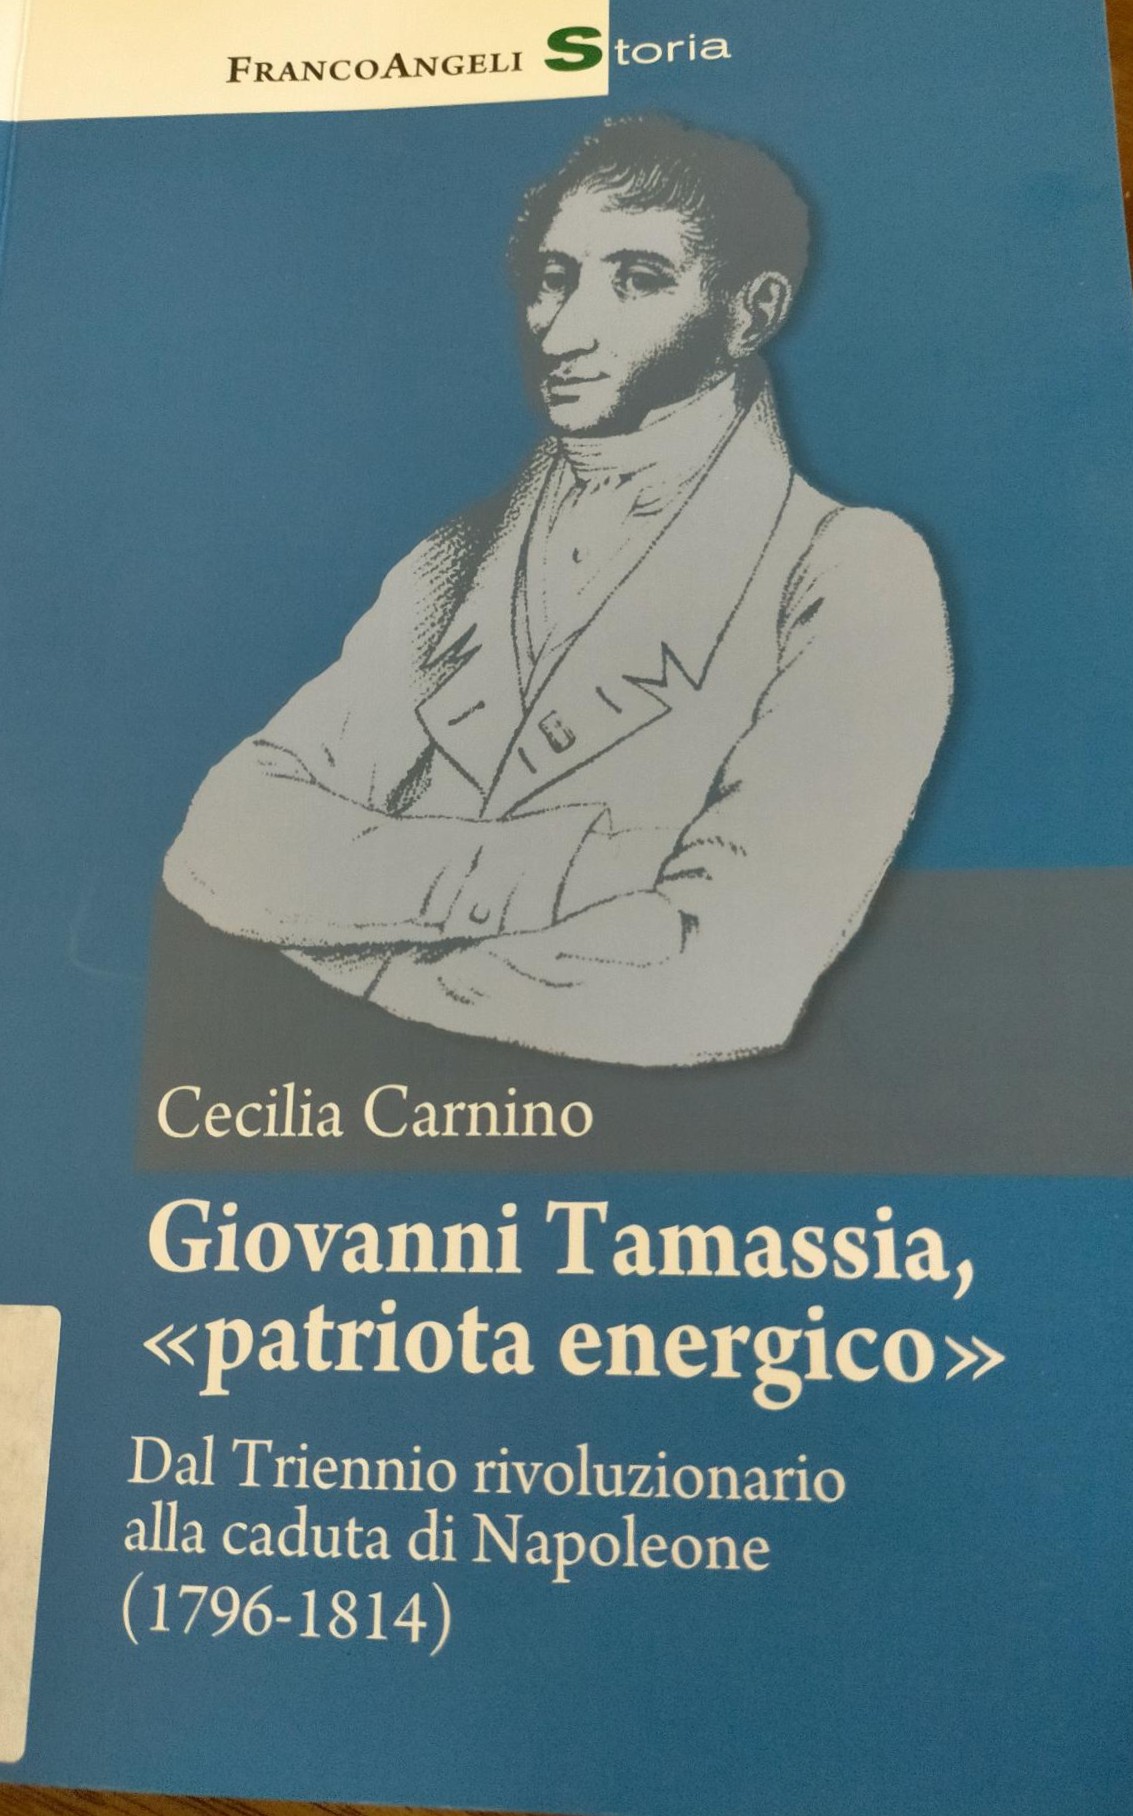 FRANCOANGELI Storia
Cecilia Carnino
Giovanni Tamassia,
«patriota energico»
Dal Triennio rivoluzionario
alla caduta di Napoleone
(1796-1814)